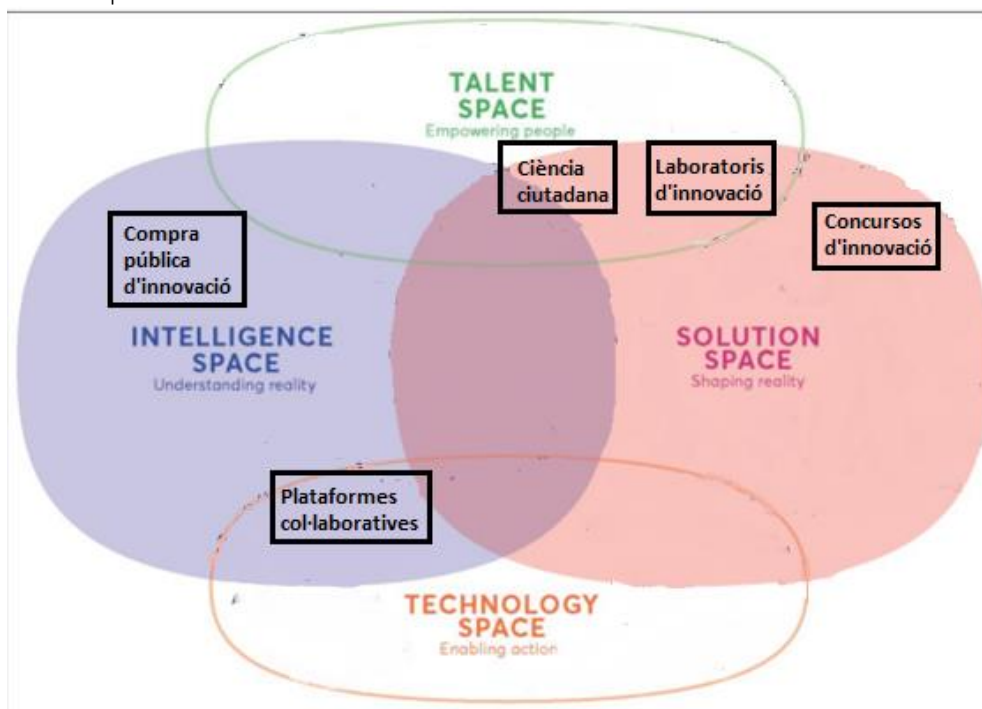 TALENT
SPACE
Empowering people
Ciència
ciutadana
Laboratoris
d'innovació
Compra
pública
d'innovació
Concursos
d'innovació
INTELLIGENCE
SPACE
Understanding reality
SOLUTION
SPACE
Shaping reality
Plataformes
col·laboratives
TECHNOLOGY
SPACE
Enabling action